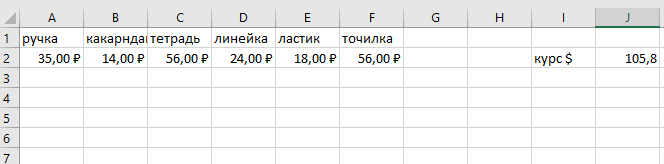 A B C D E F G H I J
1 ручка какарндаı тетрадь линейка ластик точилка
2 35,00 ₽ 14,00 ₽ 56,00 ₽ 24,00 ₽ 18,00 ₽ 56,00 ₽ курс $ 105,8
3
4
5
6
7